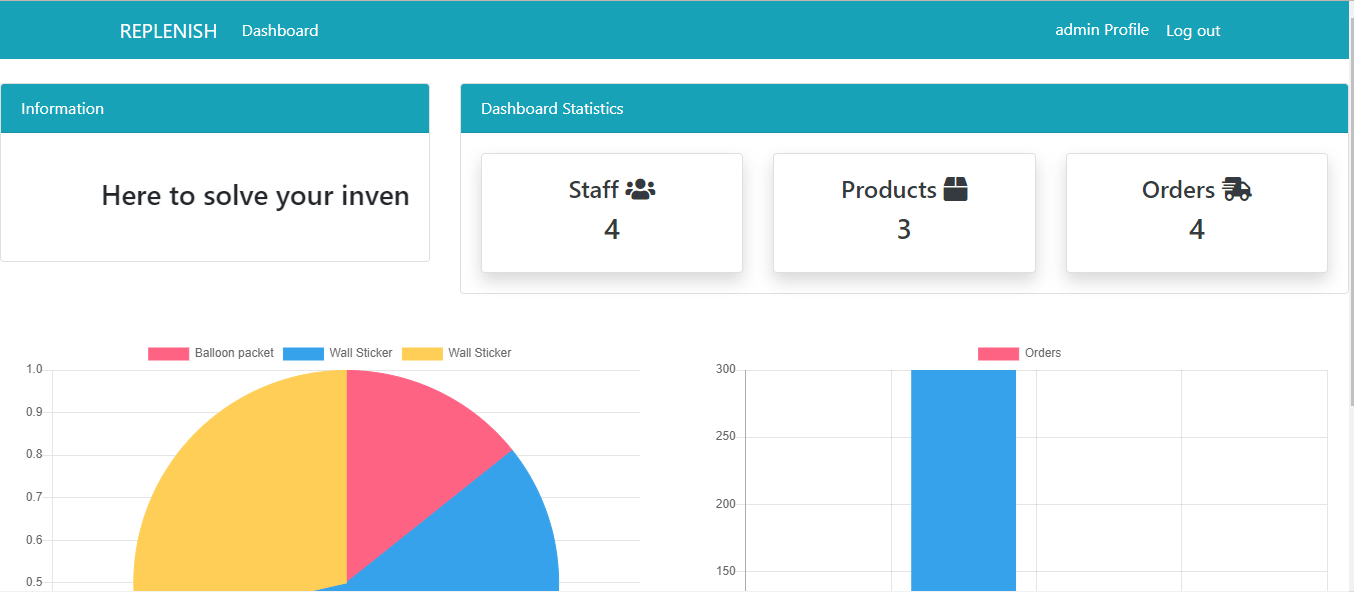 REPLENISH Dashboard admin Profile Log out
Information
Here to solve your inven
Dashboard Statistics
Staff
4
Products
3
Orders
4
Balloon packet Wall Sticker Wall Sticker
1.0
0.9
0.8
0.7
0.6
0.5
Orders
300
250
200
150